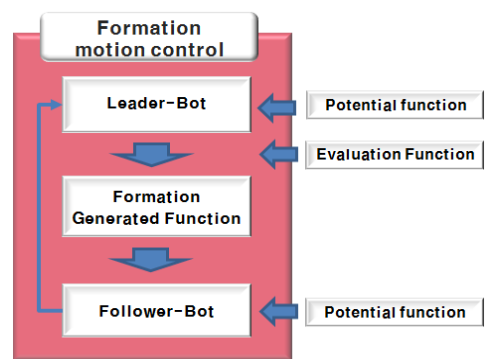 Formation
motion control
Leader-Bot
Potential function
Evaluation Function
Formation
Generated Function
Follower-Bot
Potential function